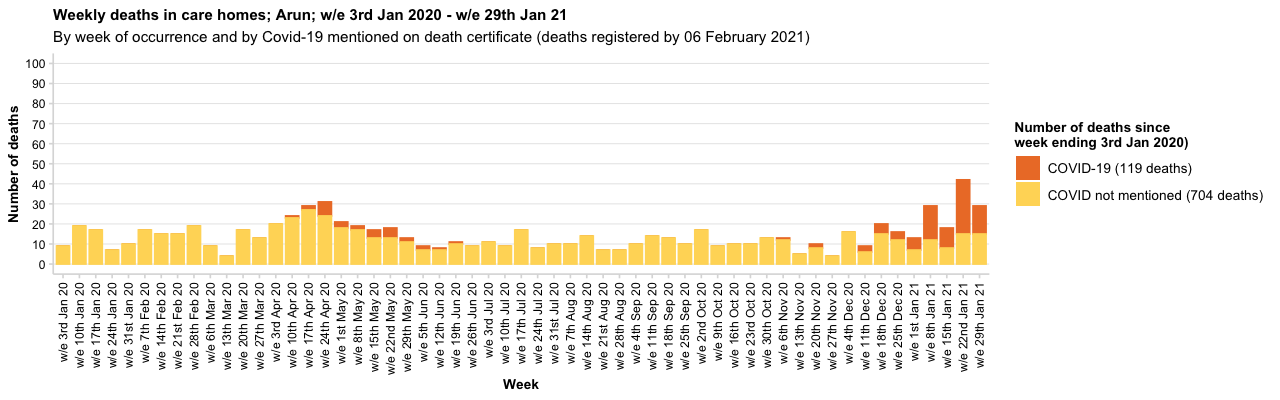 Weekly deaths in care homes; Arun; w/e 3rd Jan 2020 - w/e 29th Jan 21
By week of occurrence and by Covid-19 mentioned on death certificate (deaths registered by 06 February 2021)
Number of deaths
100
90
80
70
60
50
40
30
20
10
0
w/e 3rd Jan 20
w/e 10th Jan 20
w/e 17th Jan 20
w/e 24th Jan 20
w/e 31st Jan 20
w/e 7th Feb 20
w/e 14th Feb 20
w/e 21st Feb 20
w/e 28th Feb 20
w/e 6th Mar 20
w/e 13th Mar 20
w/e 20th Mar 20
w/e 27th Mar 20
w/e 3rd Apr 20
w/e 10th Apr 20
w/e 17th Apr 20
w/e 24th Apr 20
w/e 1st May 20
w/e 8th May 20
w/e 15th May 20
w/e 22nd May 20
w/e 29th May 20
w/e 5th Jun 20
w/e 12th Jun 20
w/e 19th Jun 20
w/e 26th Jun 20
w/e 3rd Jul 20
w/e 10th Jul 20
w/e 17th Jul 20
w/e 24th Jul 20
w/e 31st Jul 20
w/e 7th Aug 20
w/e 14th Aug 20
w/e 21st Aug 20
w/e 28th Aug 20
w/e 4th Sep 20
w/e 11th Sep 20
w/e 18th Sep 20
w/e 25th Sep 20
w/e 2nd Oct 20
w/e 9th Oct 20
w/e 16th Oct 20
w/e 23rd Oct 20
w/e 30th Oct 20
w/e 6th Nov 20
w/e 13th Nov 20
w/e 20th Nov 20
w/e 27th Nov 20
w/e 4th Dec 20
w/e 11th Dec 20
w/e 18th Dec 20
w/e 25th Dec 20
w/e 1st Jan 21
w/e 8th Jan 21
w/e 15th Jan 21
w/e 22nd Jan 21
w/e 29th Jan 21
Week
Number of deaths since
week ending 3rd Jan 2020)
COVID-19 (119 deaths)
COVID not mentioned (704 deaths)